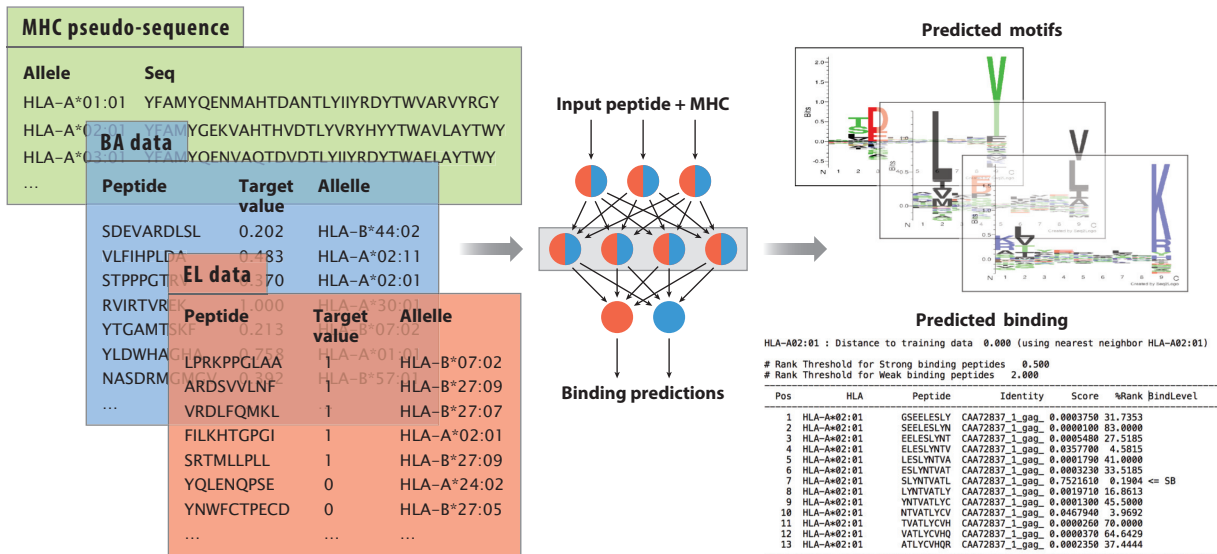 MHC pseudo-sequence
Allele Seq
HLA-A*01:01 YFAMYQENMAHTDANTLYIIYRDYTWVARVYRGY
HLA-A*02:01 YFAMYGEKVAHTHVDTLYVRYHYYTWAVLAYTWY
HLA-A*03:01 YFAMYQENVAQTDVDTLYIIYRDYTWAELAYTWY
…
BA data
Peptide Target value Allelle
SDEVARDLSL 0.202 HLA-B*44:02
VLFIHPLDA 0.483 HLA-A*02:11
STPPPGTRV 0.370 HLA-A*02:01
RVIRTVREK 1.000 HLA-A*30:01
YTGAMTSKF 0.213 HLA-B*07:02
YLDWHAGHA 0.758 HLA-A*01:01
NASDRMGMGV 0.392 HLA-B*57:01
…
EL data
Peptide Target value Allelle
LPRKPPGLAA 1 HLA-B*07:02
ARDSVVLNF 1 HLA-B*27:09
VRDLFQMKL 1 HLA-B*27:07
FILKHTGPGI 1 HLA-A*02:01
SRTMLLPLL 1 HLA-B*27:09
YQLENQPSE 0 HLA-A*24:02
YNWFCTPECD 0 HLA-B*27:05
… … …
Input peptide + MHC
Binding predictions
Predicted motifs
Predicted binding
HLA-A02:01 : Distance to training data 0.000 (using nearest neighbor HLA-A02:01)
# Rank Threshold for Strong binding peptides 0.500
# Rank Threshold for Weak binding peptides 2.000
Pos HLA Peptide Identity Score %Rank BindLevel
1 HLA-A*02:01 GSEELESLY CAA72837_1_gag_ 0.0003750 31.7353
2 HLA-A*02:01 SEELESLYN CAA72837_1_gag_ 0.0000100 83.0000
3 HLA-A*02:01 EELESLYNT CAA72837_1_gag_ 0.0005480 27.5185
4 HLA-A*02:01 ELESLYNTV CAA72837_1_gag_ 0.0357700 4.5815
5 HLA-A*02:01 LESLYNTVA CAA72837_1_gag_ 0.0001790 41.0000
6 HLA-A*02:01 ESLYNTVAT CAA72837_1_gag_ 0.0003230 33.5185
7 HLA-A*02:01 SLYNTVATL CAA72837_1_gag_ 0.7521610 0.1904 <= SB
8 HLA-A*02:01 LYNTVATLY CAA72837_1_gag_ 0.0019710 16.8613
9 HLA-A*02:01 YNTVATLYC CAA72837_1_gag_ 0.0001300 45.5000
10 HLA-A*02:01 NTVATLYCV CAA72837_1_gag_ 0.0467940 3.9692
11 HLA-A*02:01 TVATLYCVH CAA72837_1_gag_ 0.0000260 70.0000
12 HLA-A*02:01 VATLYCVHQ CAA72837_1_gag_ 0.0000370 64.6429
13 HLA-A*02:01 ATLYCVHQR CAA72837_1_gag_ 0.0002350 37.4444